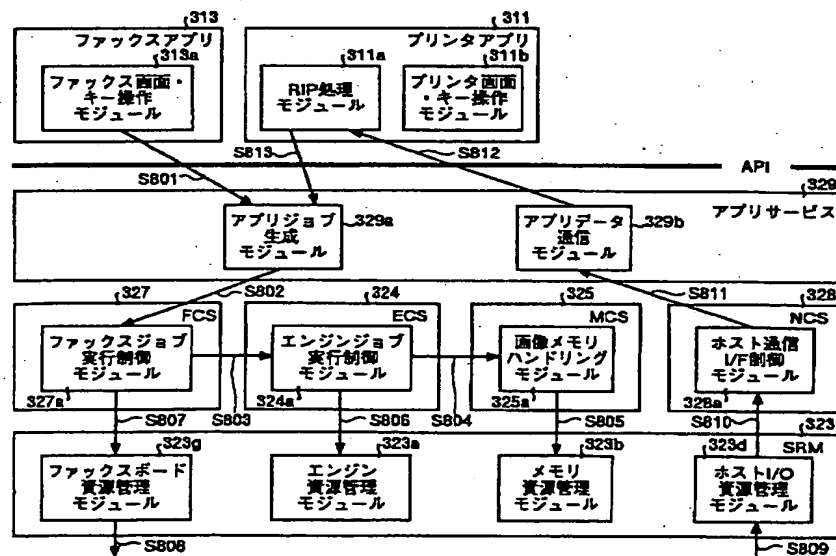 313
311
ファックスアプリ
プリンタアプリ
313a
311a
311b
ファックス画面・
キー操作
モジュール
RIP処理
モジュール
プリンタ画面
・キー操作
モジュール
S801
S813
S812
API
329
アプリサービス
アプリジョブ
生成
モジュール
329a
アプリデータ
通信
モジュール
329b
S802
S811
327
324
325
328
FCS
ECS
MCS
NCS
ファックスジョブ
実行制御
モジュール
エンジンジョブ
実行制御
モジュール
画像メモリ
ハンドリング
モジュール
ホスト通信
I/F制御
モジュール
327a
S803
324a
S804
325a
328a
S807
S806
S805
S810
323
SRM
323g
323a
323b
323d
ファックスボード
資源管理
モジュール
エンジン
資源管理
モジュール
メモリ
資源管理
モジュール
ホストI/O
資源管理
モジュール
S808
S809